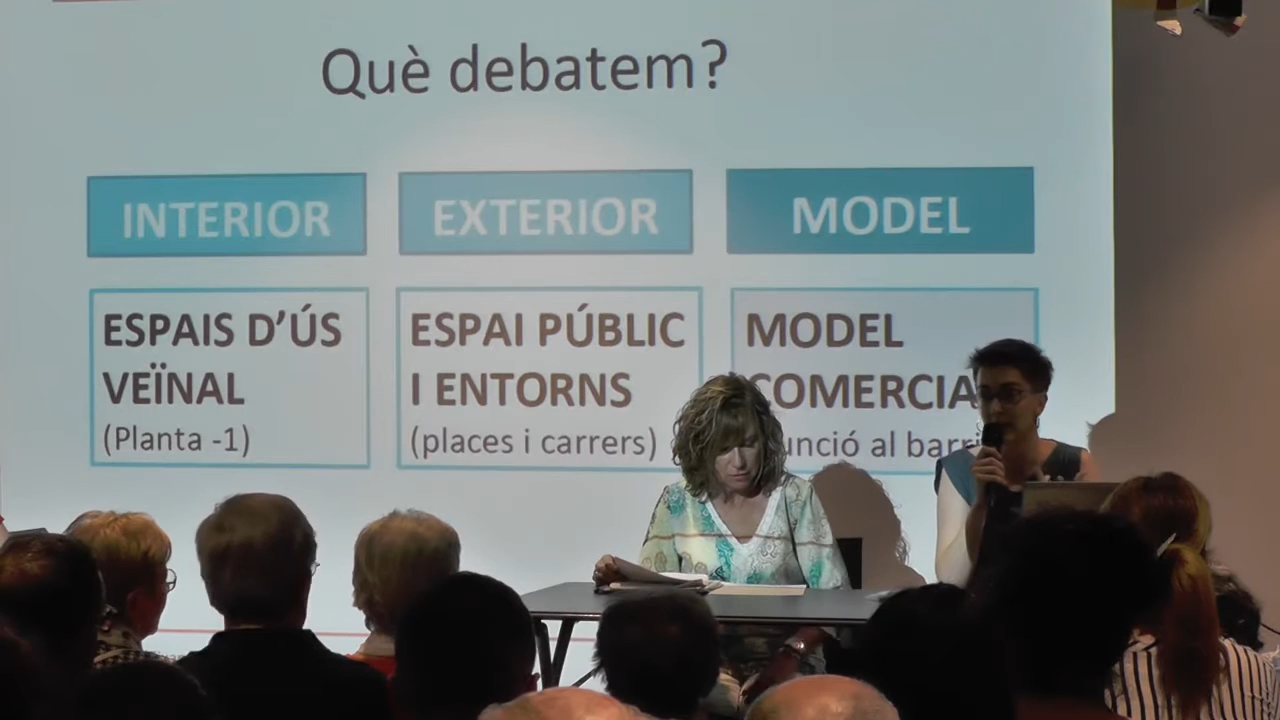 Què debatem?
INTERIOR
EXTERIOR
MODEL
ESPAIS D'ÚS
VEÏNAL
(Planta -1)
ESPAI PÚBLIC
I ENTORNS
(places i carrers)
MODEL